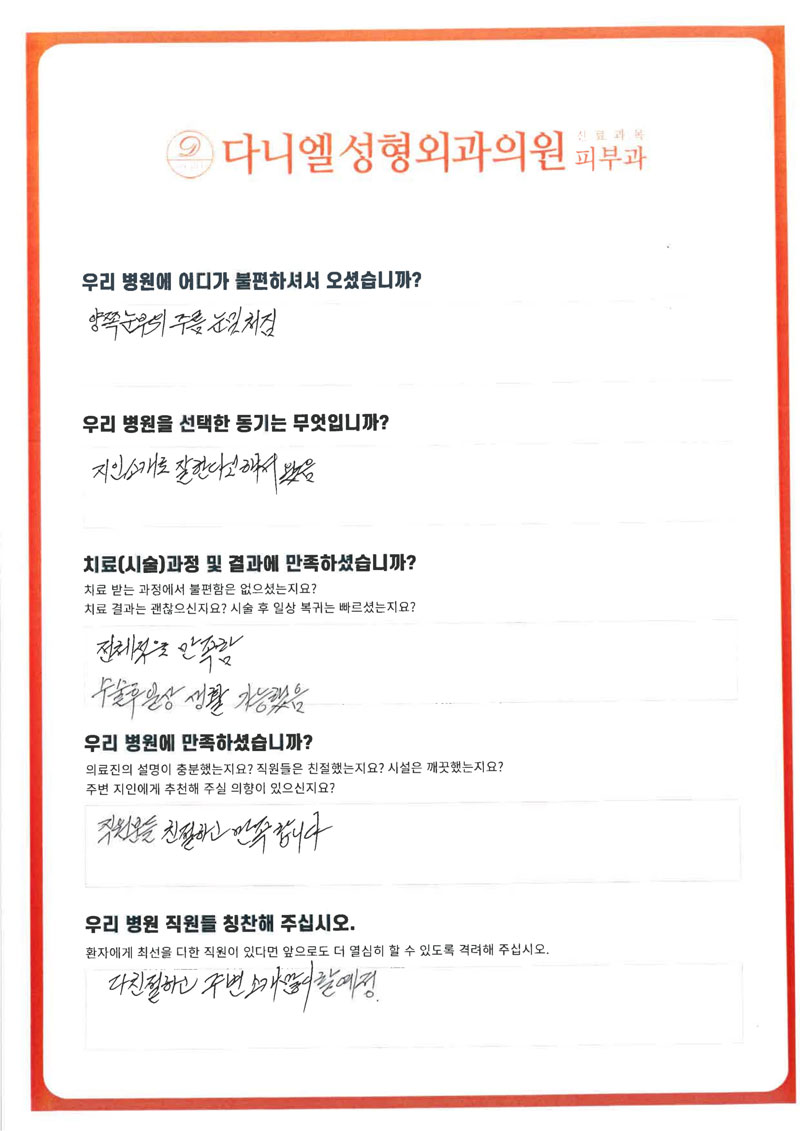 다니엘성형외과의원 진료과목 피부과
우리 병원에 어디가 불편하셔서 오셨습니까?
양쪽눈위 주름 눈깃처짐
우리 병원을 선택한 동기는 무엇입니까?
지인소개로 잘한다고해서 왔음
치료(시술)과정 및 결과에 만족하셨습니까?
치료 받는 과정에서 불편함은 없으셨는지요?
치료 결과는 괜찮으신지요? 시술 후 일상 복귀는 빠르셨는지요?
전체적으로 만족함
수술후일상 생활 가능했음
우리 병원에 만족하셨습니까?
의료진의 설명이 충분했는지요? 직원들은 친절했는지요? 시설은 깨끗했는지요?
주변 지인에게 추천해 주실 의향이 있으신지요?
직원분들 친절하고 만족합니다
우리 병원 직원들 칭찬해 주십시오.
환자에게 최선을 다한 직원이 있다면 앞으로도 더 열심히 할 수 있도록 격려해 주십시오.
다친절하고 주변소개많이할예정.